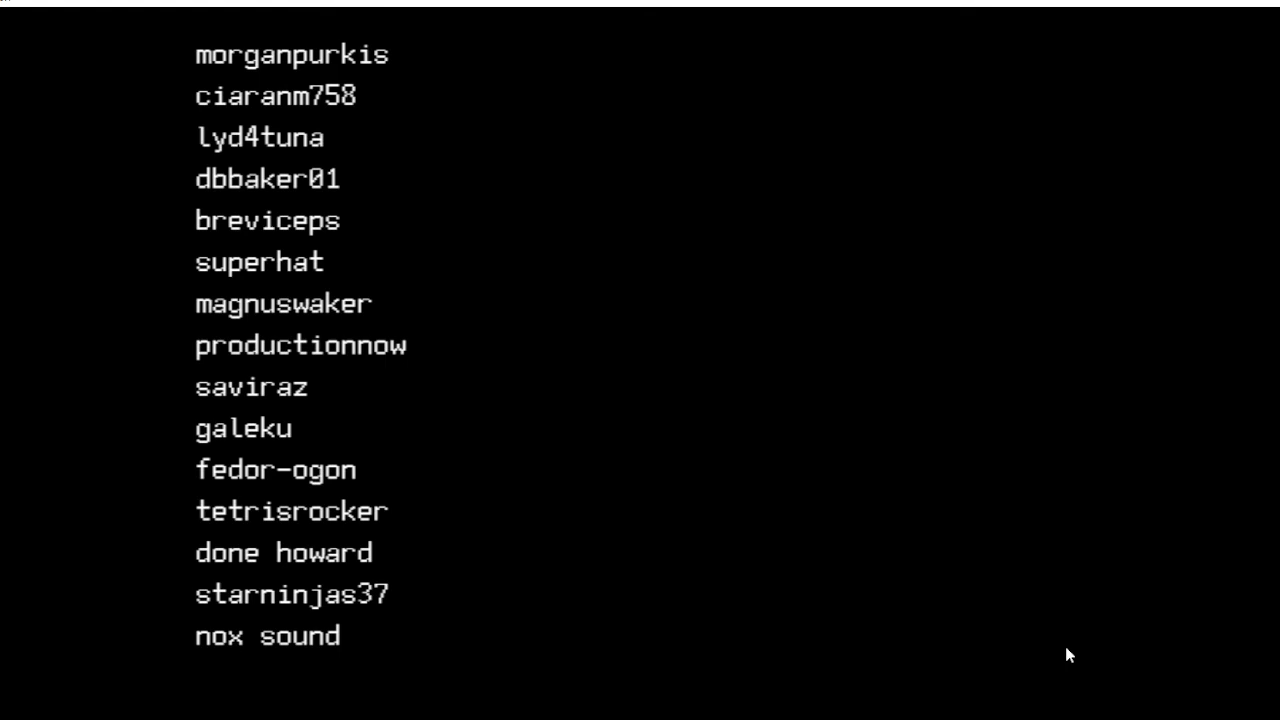 morganpurkis
ciaranm758
lyd4tuna
dbbaker01
breviceps
superhat
magnuswaker
productionnow
saviraz
galeku
fedor-ogon
tetrisrocker
done howard
starninjas37
nox sound